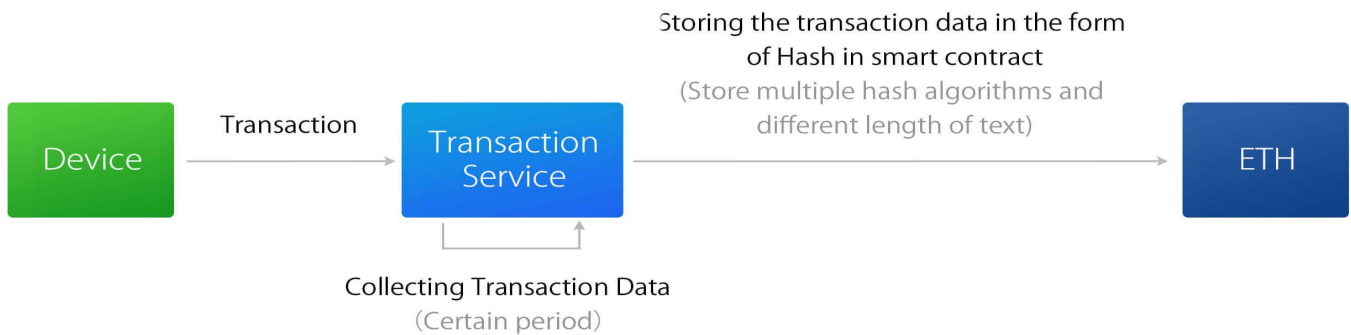 Storing the transaction data in the form
of Hash in smart contract
(Store multiple hash algorithms and
different length of text)
Device
Transaction
Transaction
Service
ETH
Collecting Transaction Data
(Certain period)